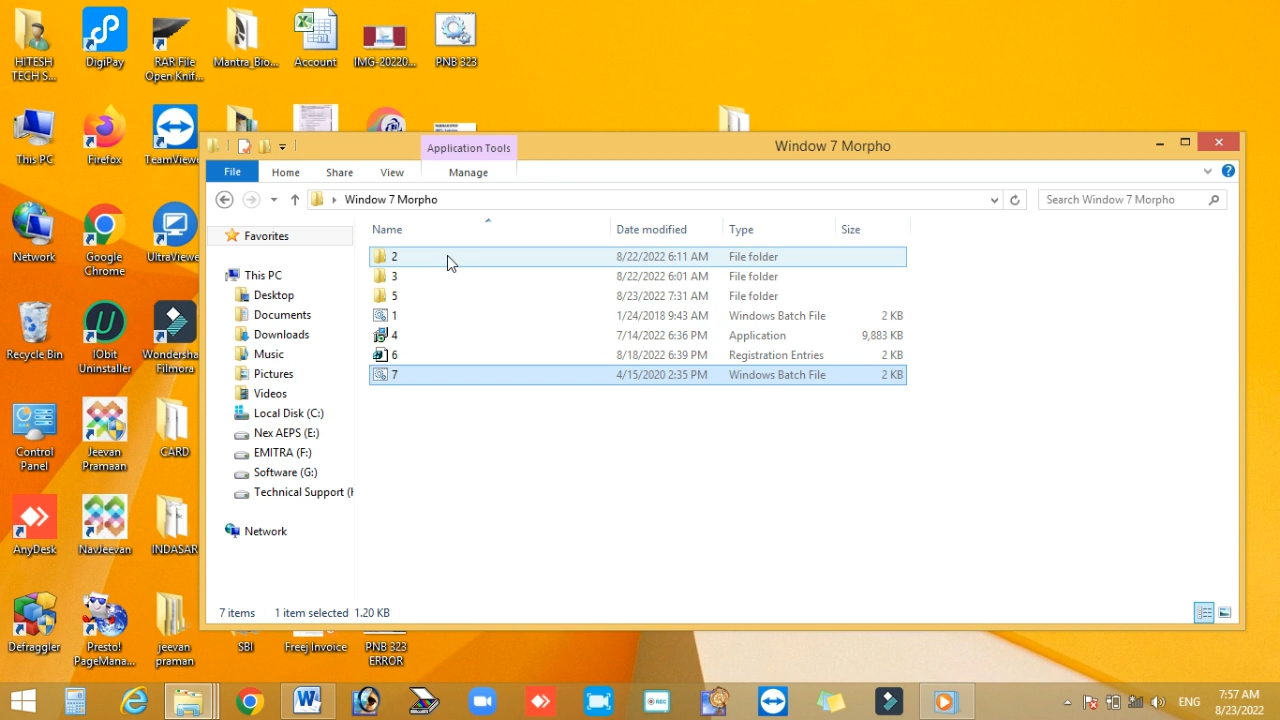 HITESH
TECH S...
DigiPay
RAR File
Open Knif...
Mantra_Bio...
Account
IMG-20220...
PNB 323
This PC
Firefox
TeamViewe
Network
Google
Chrome
UltraViewe
Recycle Bin
IObit
Uninstaller
Wondersha
Filmora
Control
Panel
Jeevan
Pramaan
CARD
AnyDesk
NavJeevan
INDASAR
Defraggler
Presto!
PageMana...
jeevan
praman
SBI
Freej Invoice
PNB 323
ERROR
Application Tools
Window 7 Morpho
File
Home
Share
View
Manage
Window 7 Morpho
Search Window 7 Morpho
Favorites
This PC
Desktop
Documents
Downloads
Music
Pictures
Videos
Local Disk (C:)
Nex AEPS (E:)
EMITRA (F:)
Software (G:)
Technical Support (H
Network
Name Date modified Type Size
2 8/22/2022 6:11 AM File folder
3 8/22/2022 6:01 AM File folder
5 8/23/2022 7:31 AM File folder
1 1/24/2018 9:43 AM Windows Batch File 2 KB
4 7/14/2022 6:36 PM Application 9,883 KB
6 8/18/2022 6:39 PM Registration Entries 2 KB
7 4/15/2020 2:35 PM Windows Batch File 2 KB
7 items 1 item selected 1.20 KB
REC
ENG
7:57 AM
8/23/2022